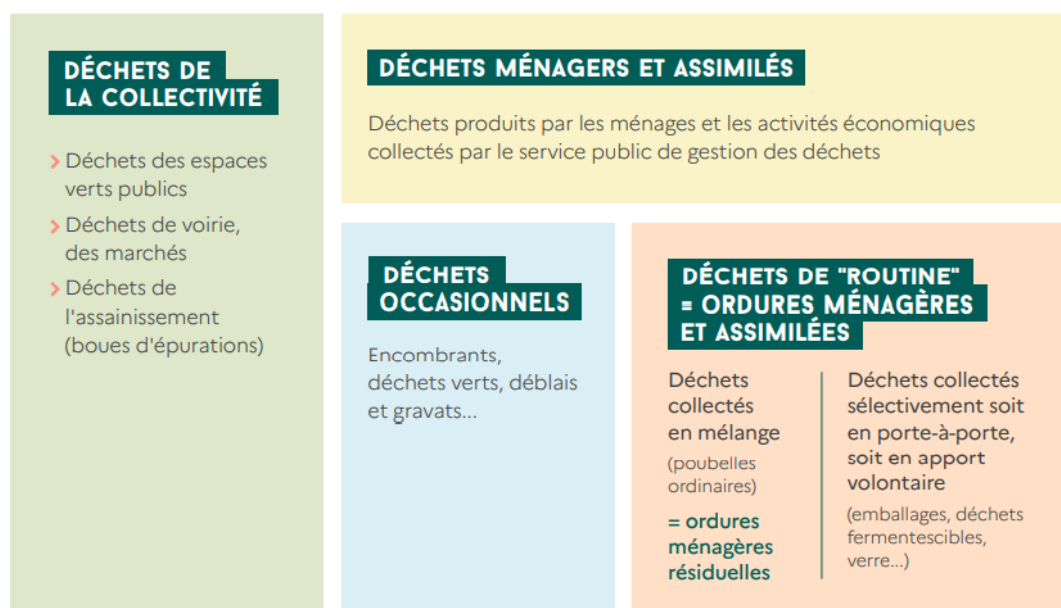 DÉCHETS DE
LA COLLECTIVITÉ
> Déchets des espaces
verts publics
> Déchets de voirie,
des marchés
> Déchets de
l'assainissement
(boues d'épurations)
DÉCHETS MÉNAGERS ET ASSIMILÉS
Déchets produits par les ménages et les activités économiques
collectés par le service public de gestion des déchets
DÉCHETS
OCCASIONNELS
Encombrants,
déchets verts, déblais
et gravats...
DÉCHETS DE "ROUTINE"
= ORDURES MÉNAGÈRES
ET ASSIMILÉES
Déchets
collectés
en mélange
(poubelles
ordinaires)
= ordures
ménagères
résiduelles
Déchets collectés
sélectivement soit
en porte-à-porte,
soit en apport
volontaire
(emballages, déchets
fermentescibles,
verre...)